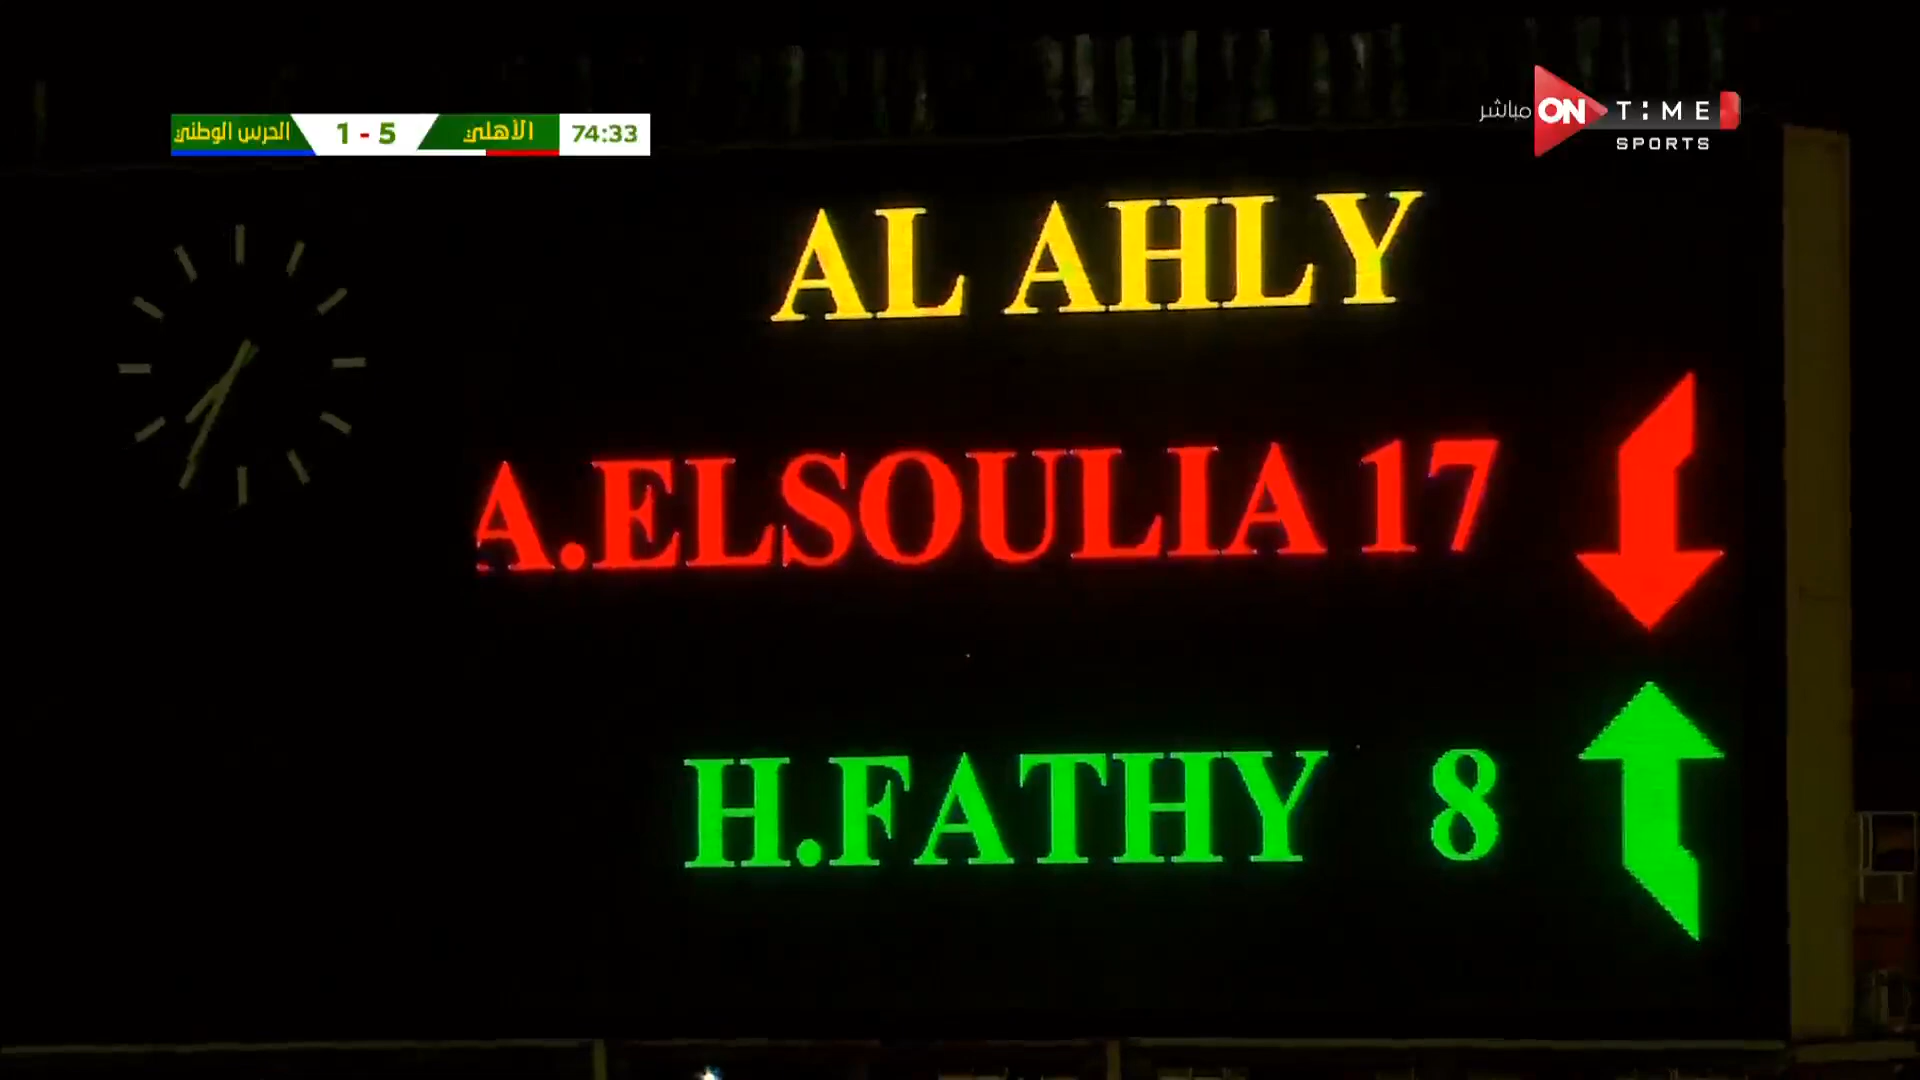 الحرس الوطني 1 - 5 الأهلي 74:33
مباشر ON TIME
SPORTS
AL AHLY
A.ELSOULIA 17
H.FATHY 8